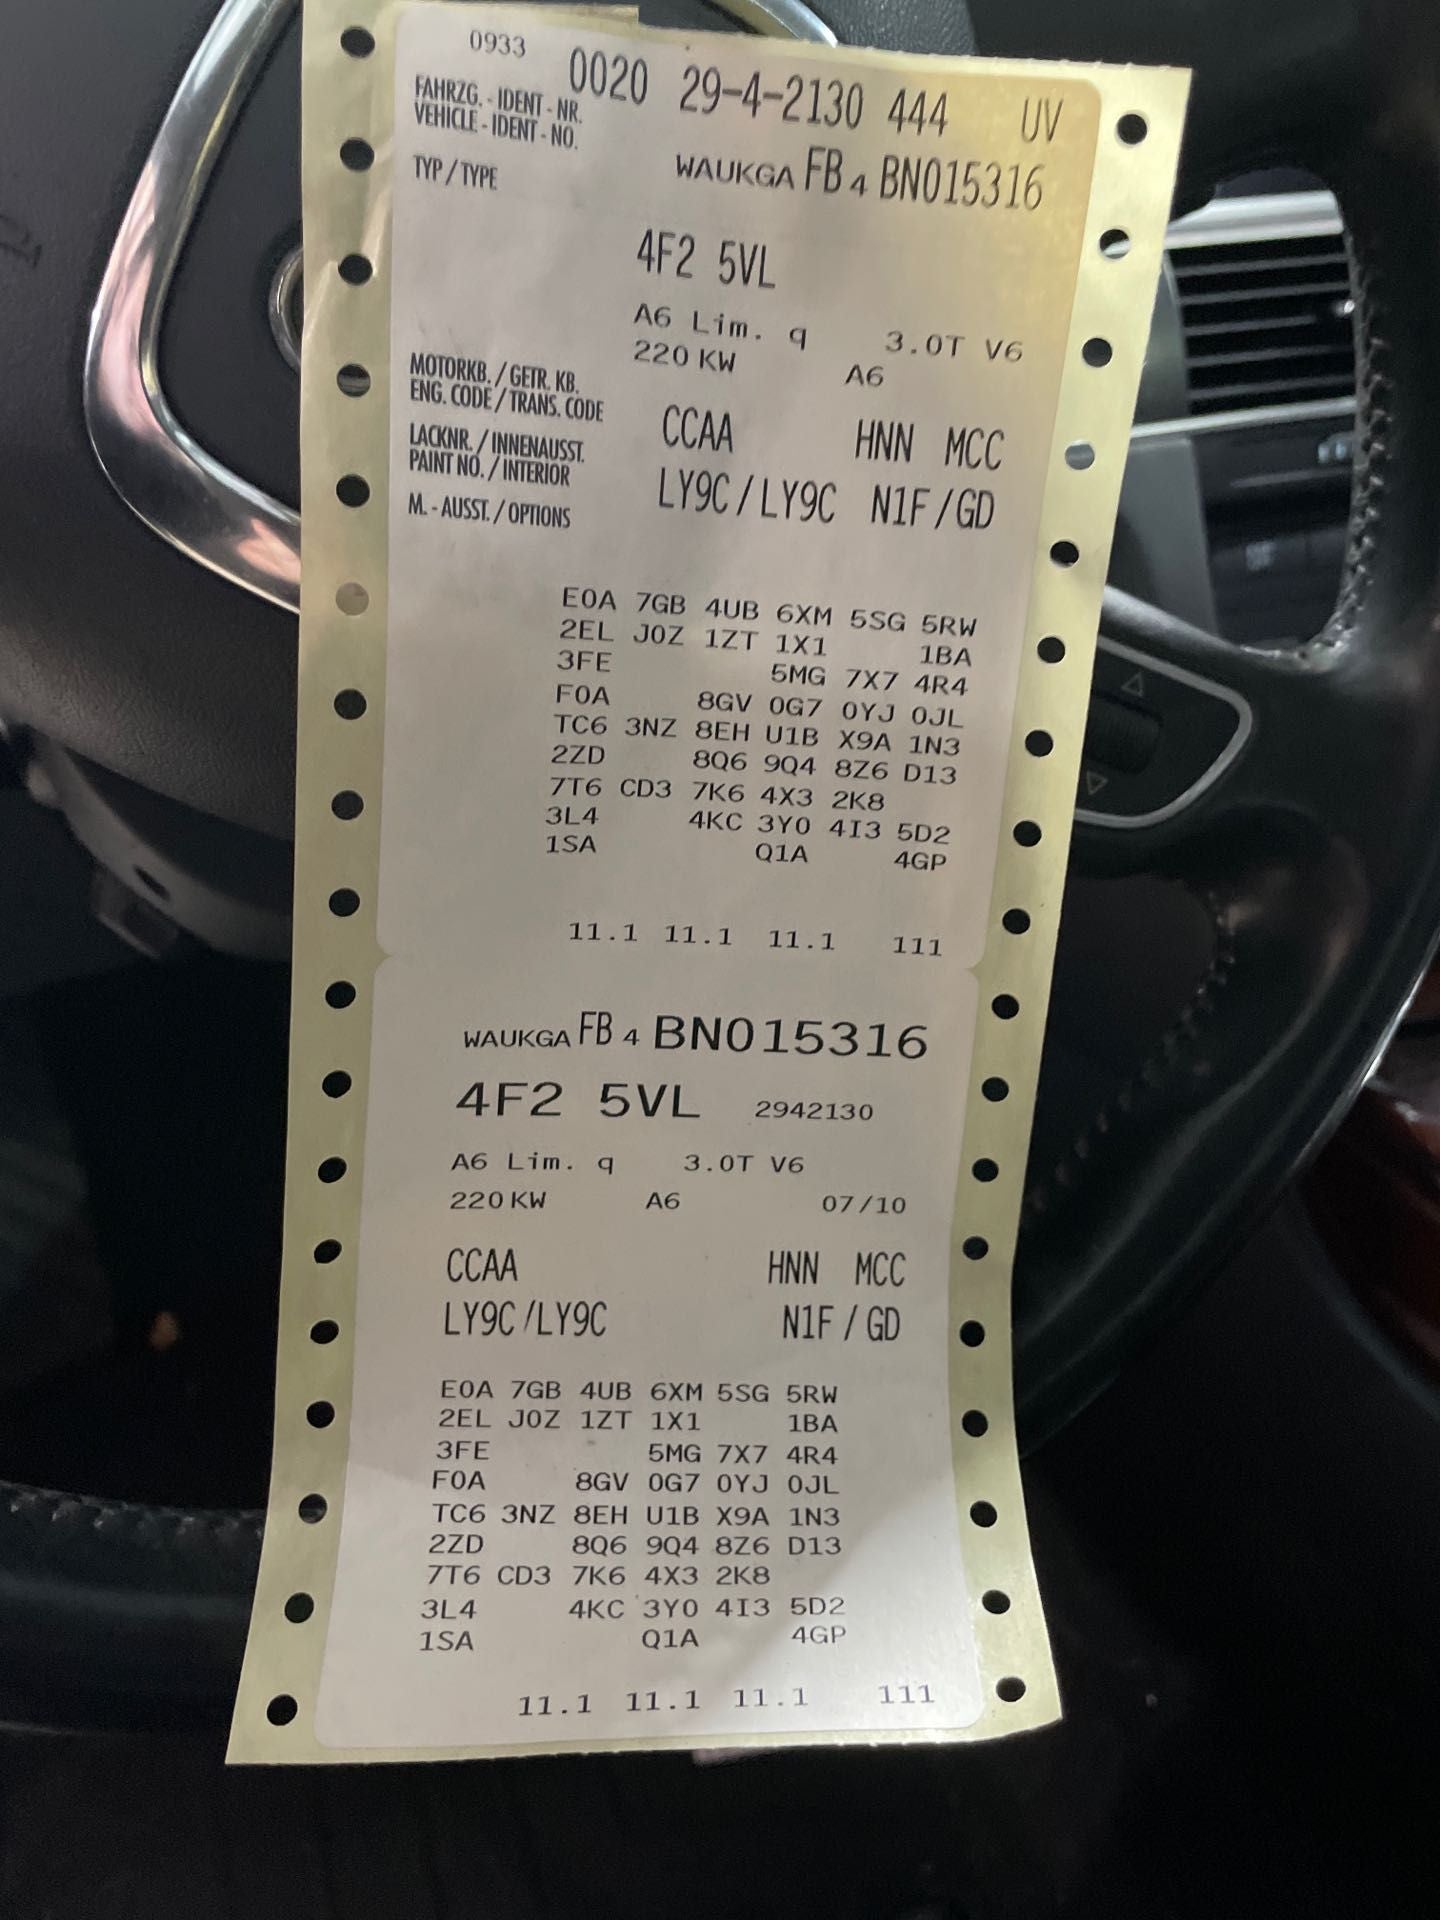 0933 0020 29-4-2130 444 UV
FAHRZG. - IDENT - NR.
VEHICLE - IDENT - NO.
WAUKGA FB 4 BN015316
TYP / TYPE
4F2 5VL
A6 Lim. q 3.0T V6
220 KW A6
MOTORKB. / GETR. KB.
ENG. CODE / TRANS. CODE
CCAA HNN MCC
LACKNR. / INNENAUSST.
PAINT NO. / INTERIOR
LY9C / LY9C N1F / GD
M. - AUSST. / OPTIONS
E0A 7GB 4UB 6XM 5SG 5RW
2EL J0Z 1ZT 1X1 1BA
3FE 5MG 7X7 4R4
F0A 8GV 0G7 0YJ 0JL
TC6 3NZ 8EH U1B X9A 1N3
2ZD 8Q6 9Q4 8Z6 D13
7T6 CD3 7K6 4X3 2K8
3L4 4KC 3Y0 4I3 5D2
1SA Q1A 4GP
11.1 11.1 11.1 111
WAUKGA FB 4 BN015316
4F2 5VL 2942130
A6 Lim. q 3.0T V6
220 KW A6 07/10
CCAA HNN MCC
LY9C / LY9C N1F / GD
E0A 7GB 4UB 6XM 5SG 5RW
2EL J0Z 1ZT 1X1 1BA
3FE 5MG 7X7 4R4
F0A 8GV 0G7 0YJ 0JL
TC6 3NZ 8EH U1B X9A 1N3
2ZD 8Q6 9Q4 8Z6 D13
7T6 CD3 7K6 4X3 2K8
3L4 4KC 3Y0 4I3 5D2
1SA Q1A 4GP
11.1 11.1 11.1 111